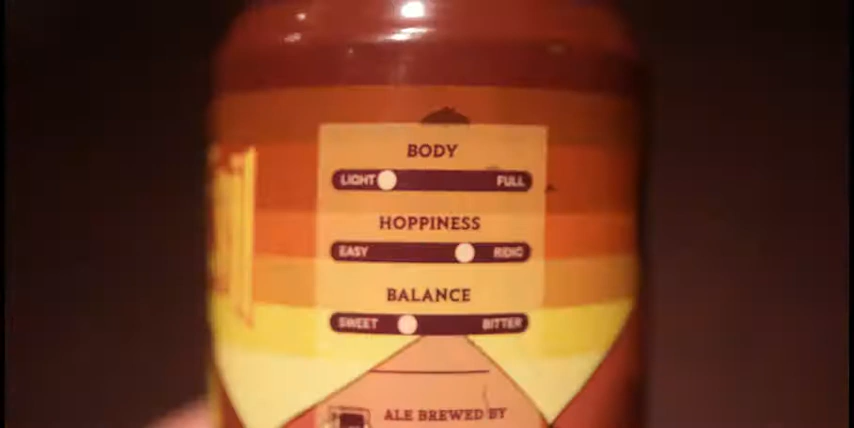 BODY
LIGHT FULL
HOPPINESS
EASY RIDIC
BALANCE
SWEET BITTER
ALE BREWED BY